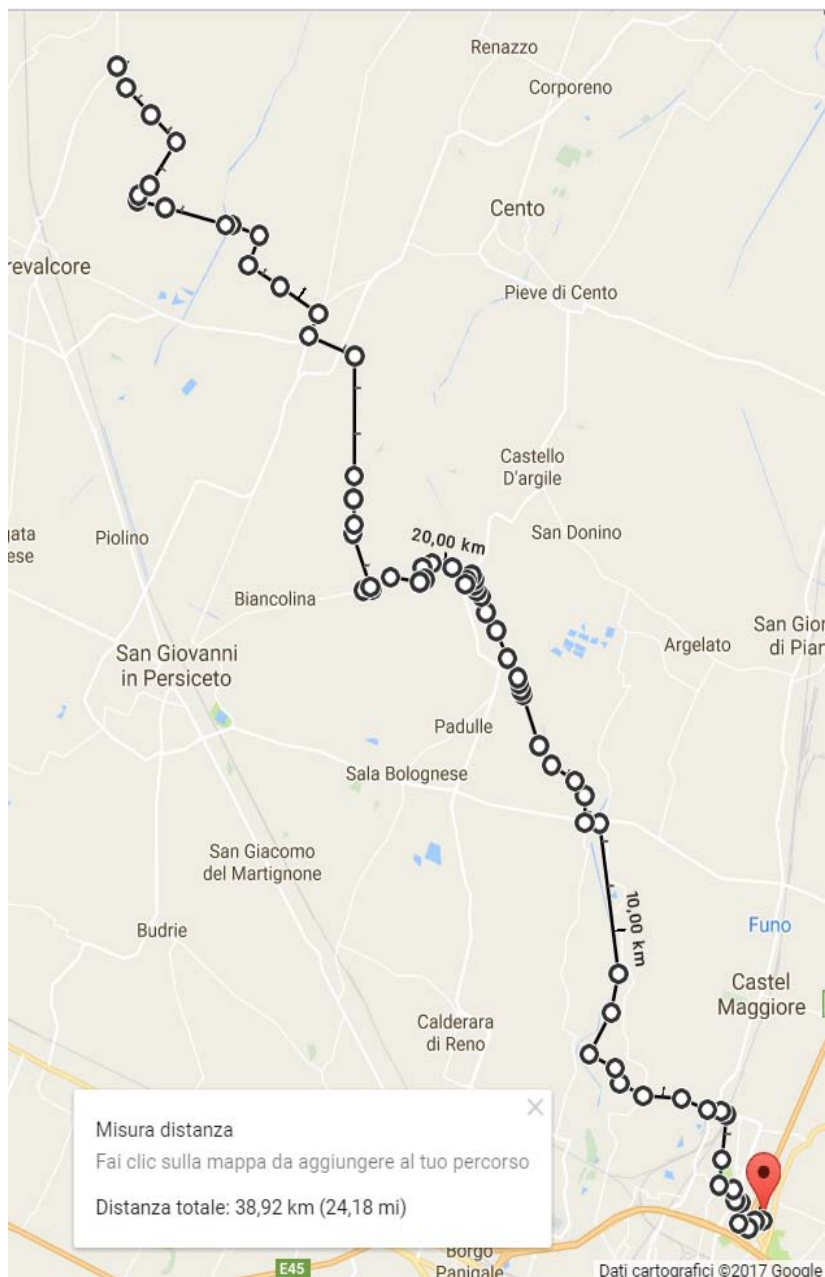 Renazzo
Corporeno
Cento
revalcore
Pieve di Cento
Castello
D'argile
20,00 km
San Donino
gata
ese
Piolino
Biancolina
San Giovanni
in Persiceto
Argelato
San Gior
di Pian
Padulle
Sala Bolognese
San Giacomo
del Martignone
Budrie
10,00 km
Funo
Castel
Maggiore
Calderara
di Reno
Misura distanza
Fai clic sulla mappa da aggiungere al tuo percorso
Distanza totale: 38,92 km (24,18 mi)
E45
Borgo
Panigale
Dati cartografici ©2017 Google